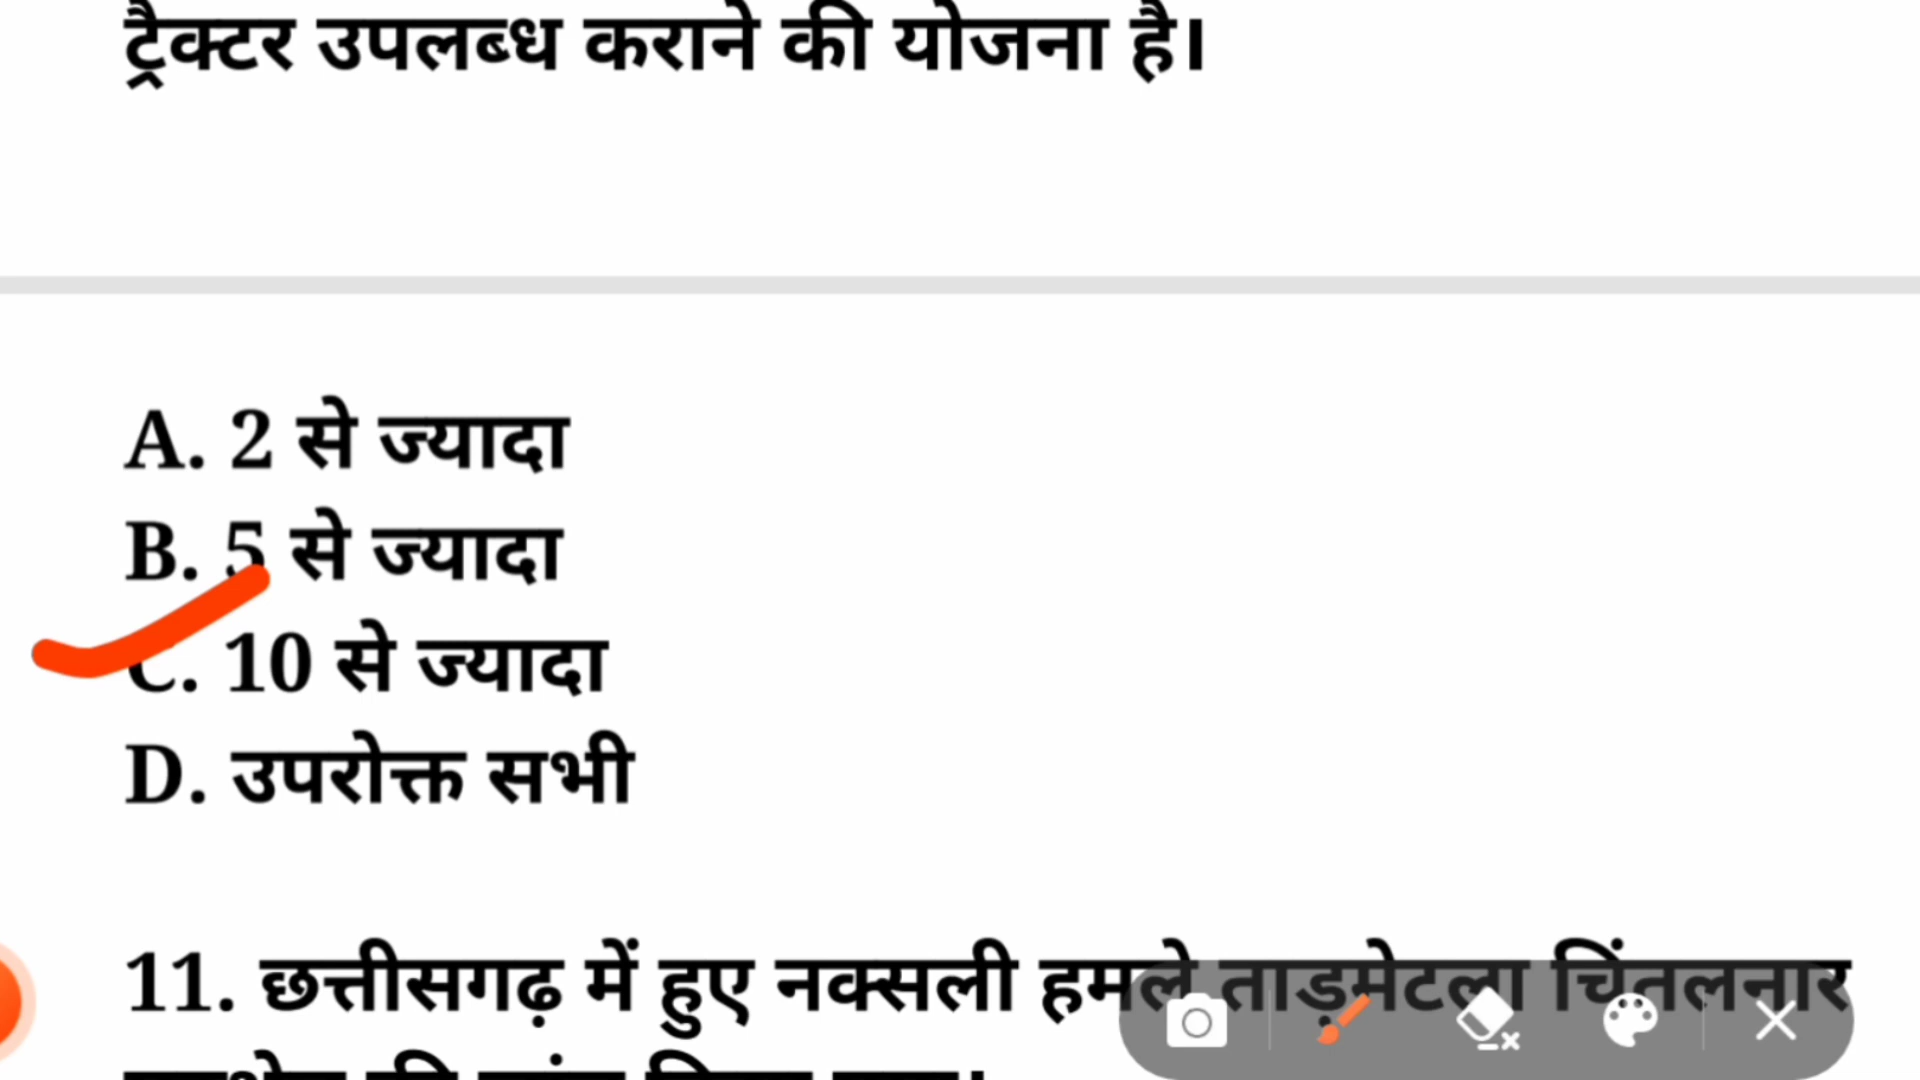 ट्रैक्टर उपलब्ध कराने की योजना है।
A. 2 से ज्यादा
B. 5 से ज्यादा
C. 10 से ज्यादा
D. उपरोक्त सभी
11. छत्तीसगढ़ में हुए नक्सली हमले ताड़मेटला चिंतलनार